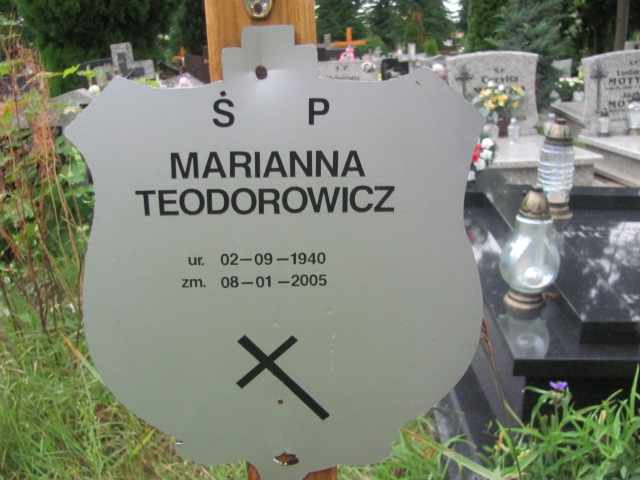 Ś P
MARIANNA
TEODOROWICZ
ur. 02-09-1940
zm. 08-01-2005